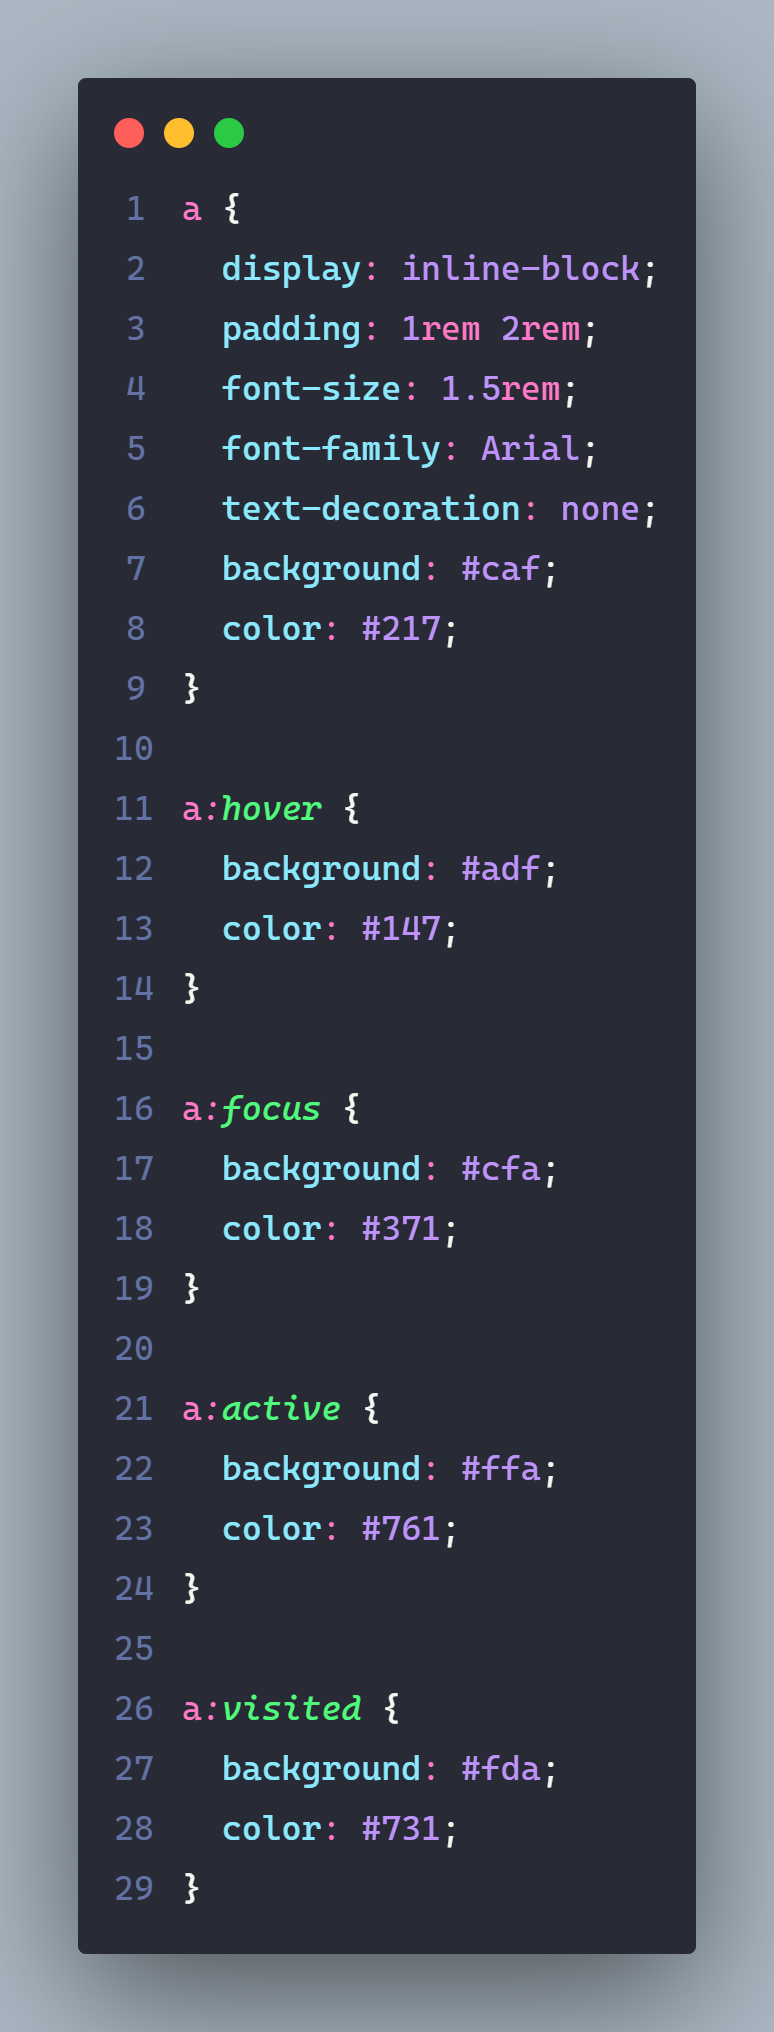 1 a {
2   display: inline-block;
3   padding: 1rem 2rem;
4   font-size: 1.5rem;
5   font-family: Arial;
6   text-decoration: none;
7   background: #caf;
8   color: #217;
9 }
10
11 a:hover {
12   background: #adf;
13   color: #147;
14 }
15
16 a:focus {
17   background: #cfa;
18   color: #371;
19 }
20
21 a:active {
22   background: #ffa;
23   color: #761;
24 }
25
26 a:visited {
27   background: #fda;
28   color: #731;
29 }